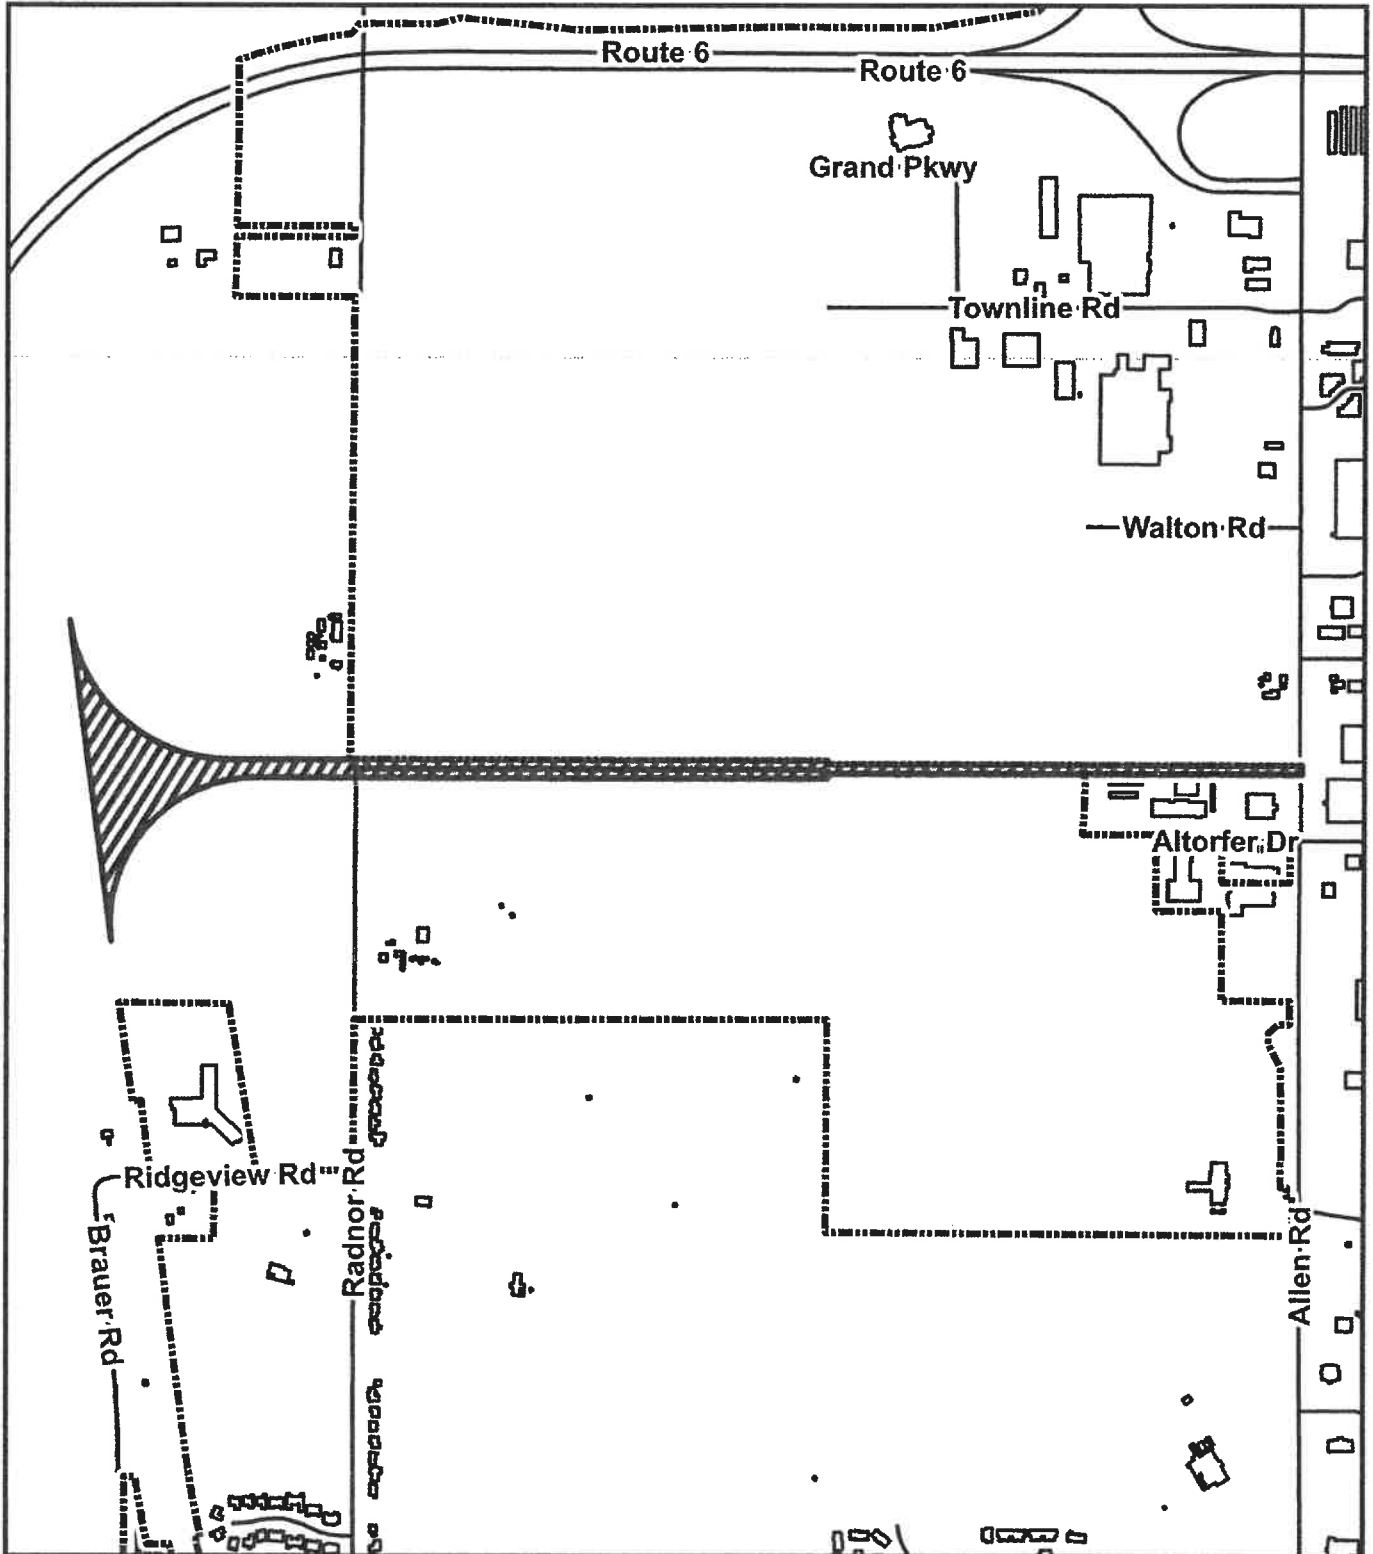 Route 6
Route 6
Grand Pkwy
Townline Rd
Walton Rd
Altorfer Dr
Ridgeview Rd
Radnor Rd
Brauer Rd
Allen Rd